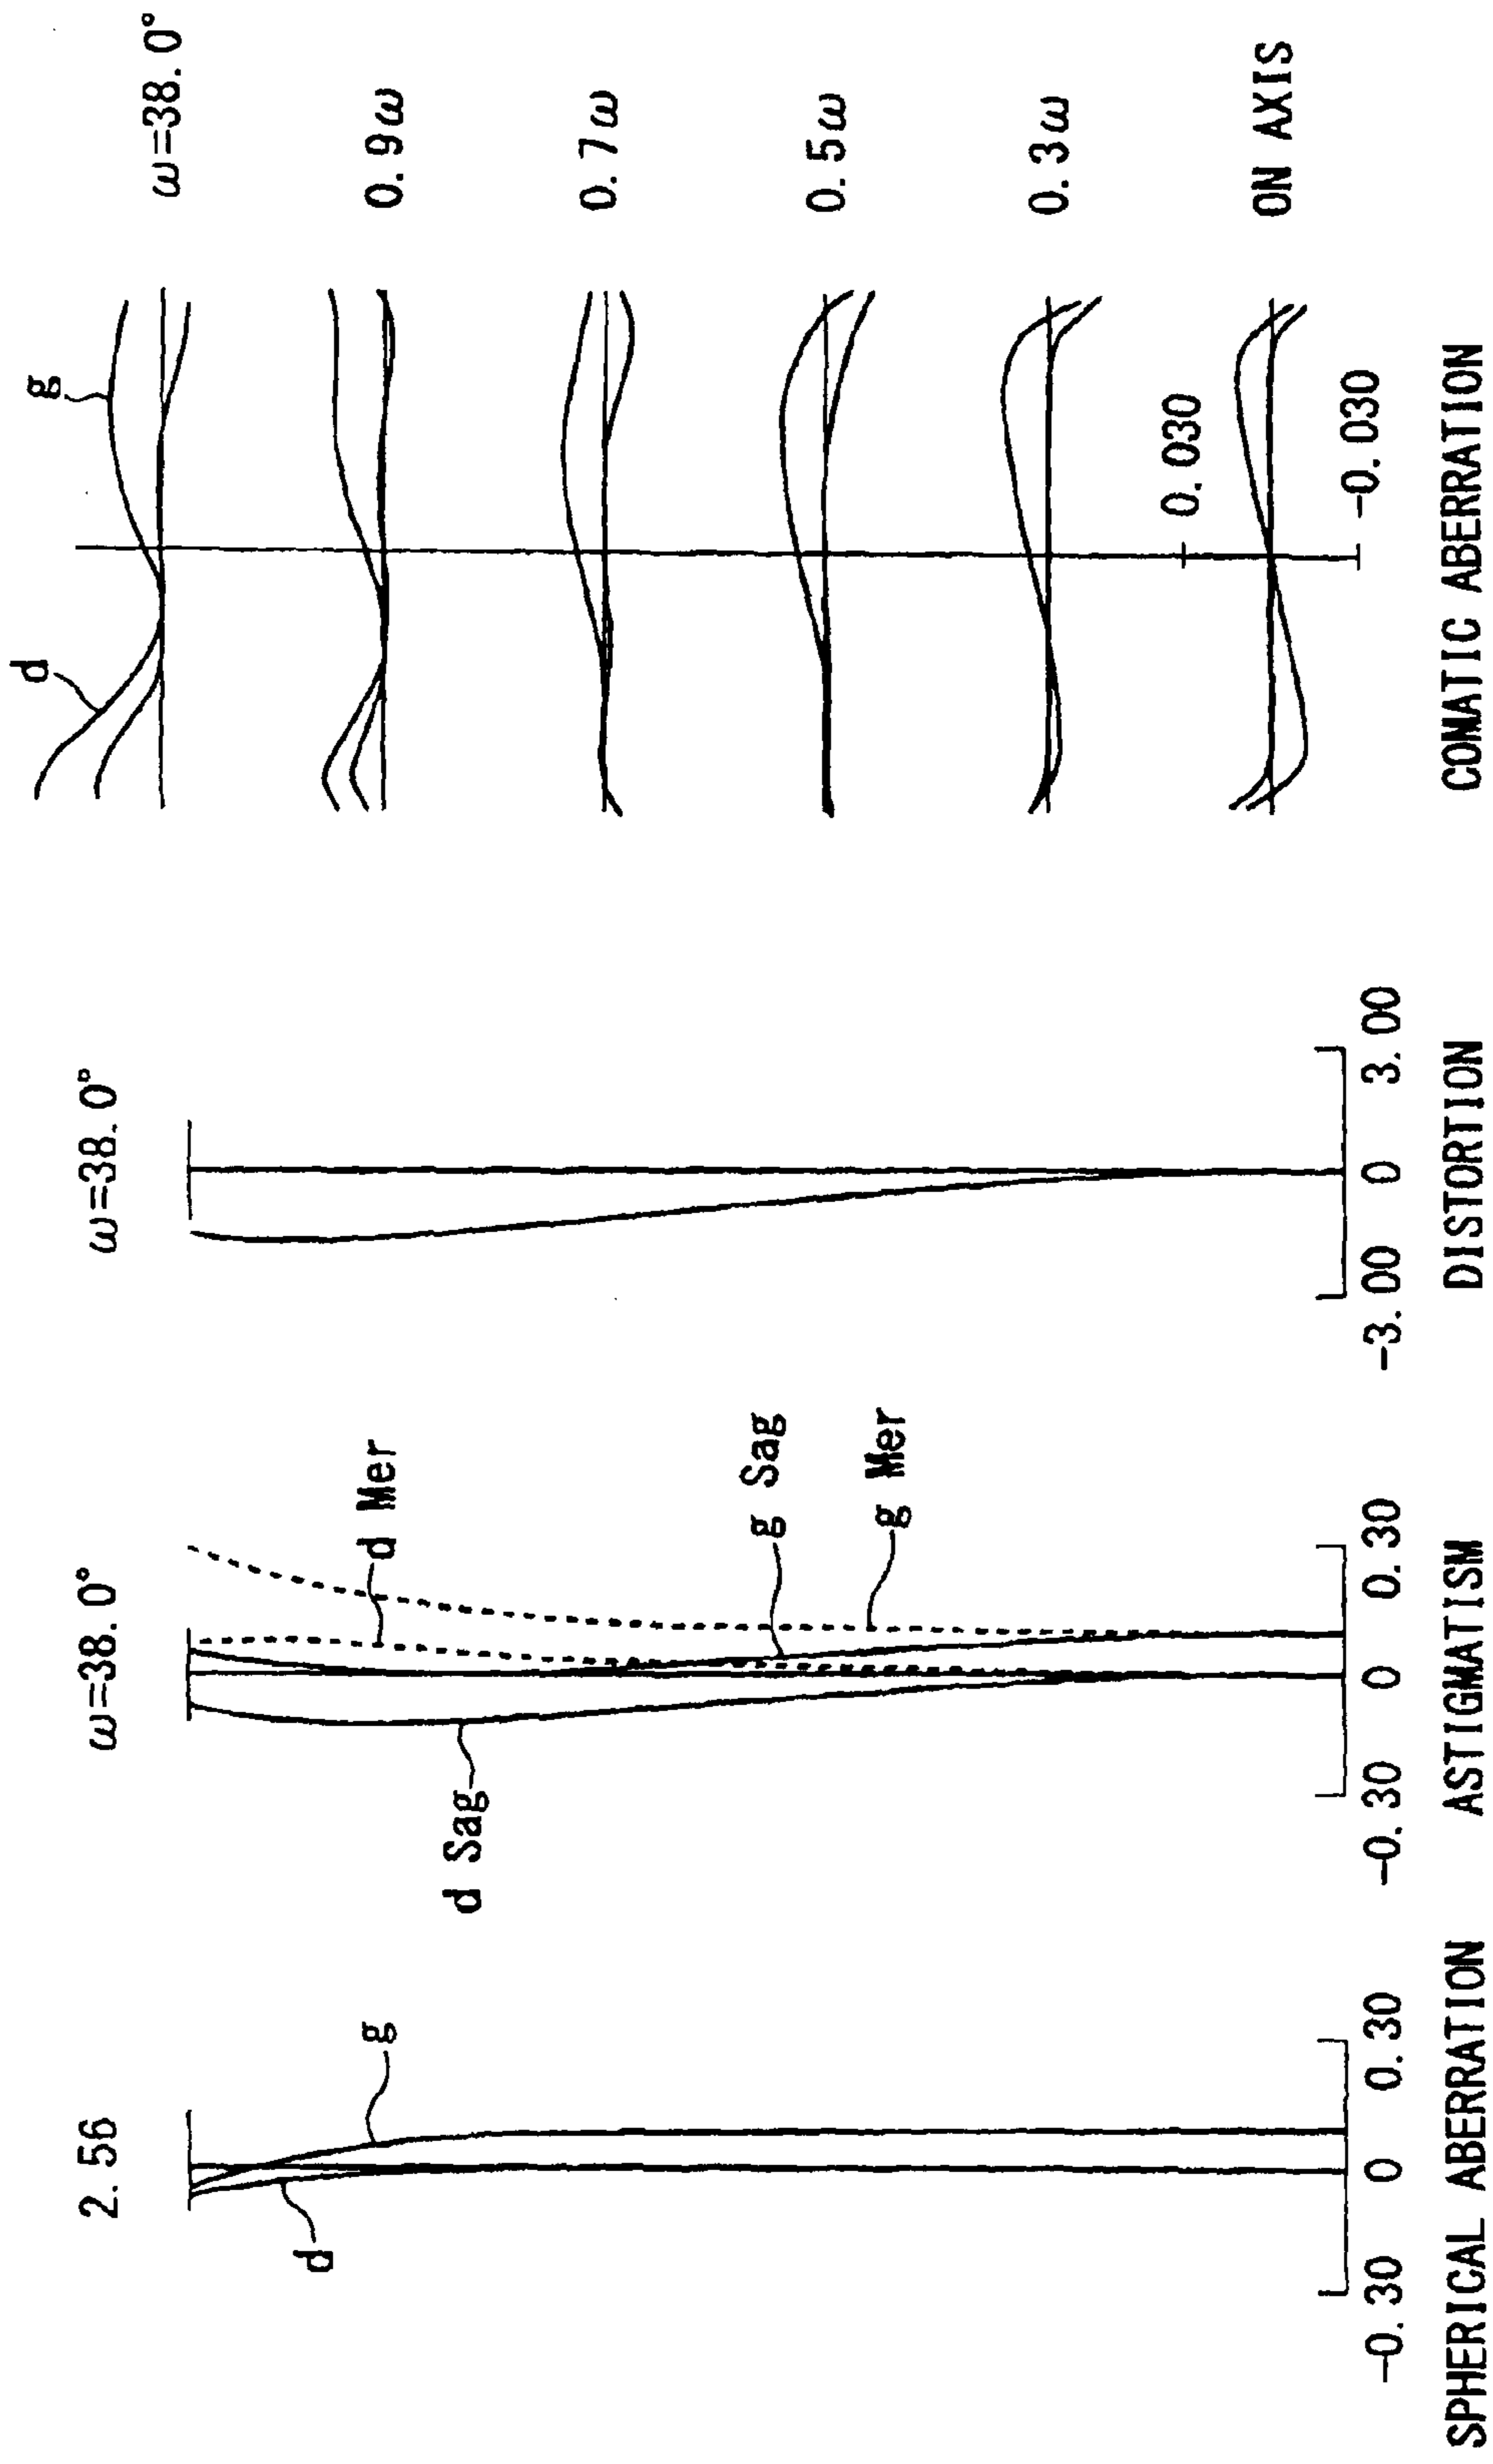 2.56
g
d
-0.30
0
0.30
SPHERICAL ABERRATION
ω=38.0°
d Mer
g Sag
g Mer
d Sag
-0.30
0
0.30
ASTIGMATISM
ω=38.0°
-3.00
0
3.00
DISTORTION
d
g
ω=38.0°
0.9ω
0.7ω
0.5ω
0.3ω
0.030
ON AXIS
-0.030
COMATIC ABERRATION